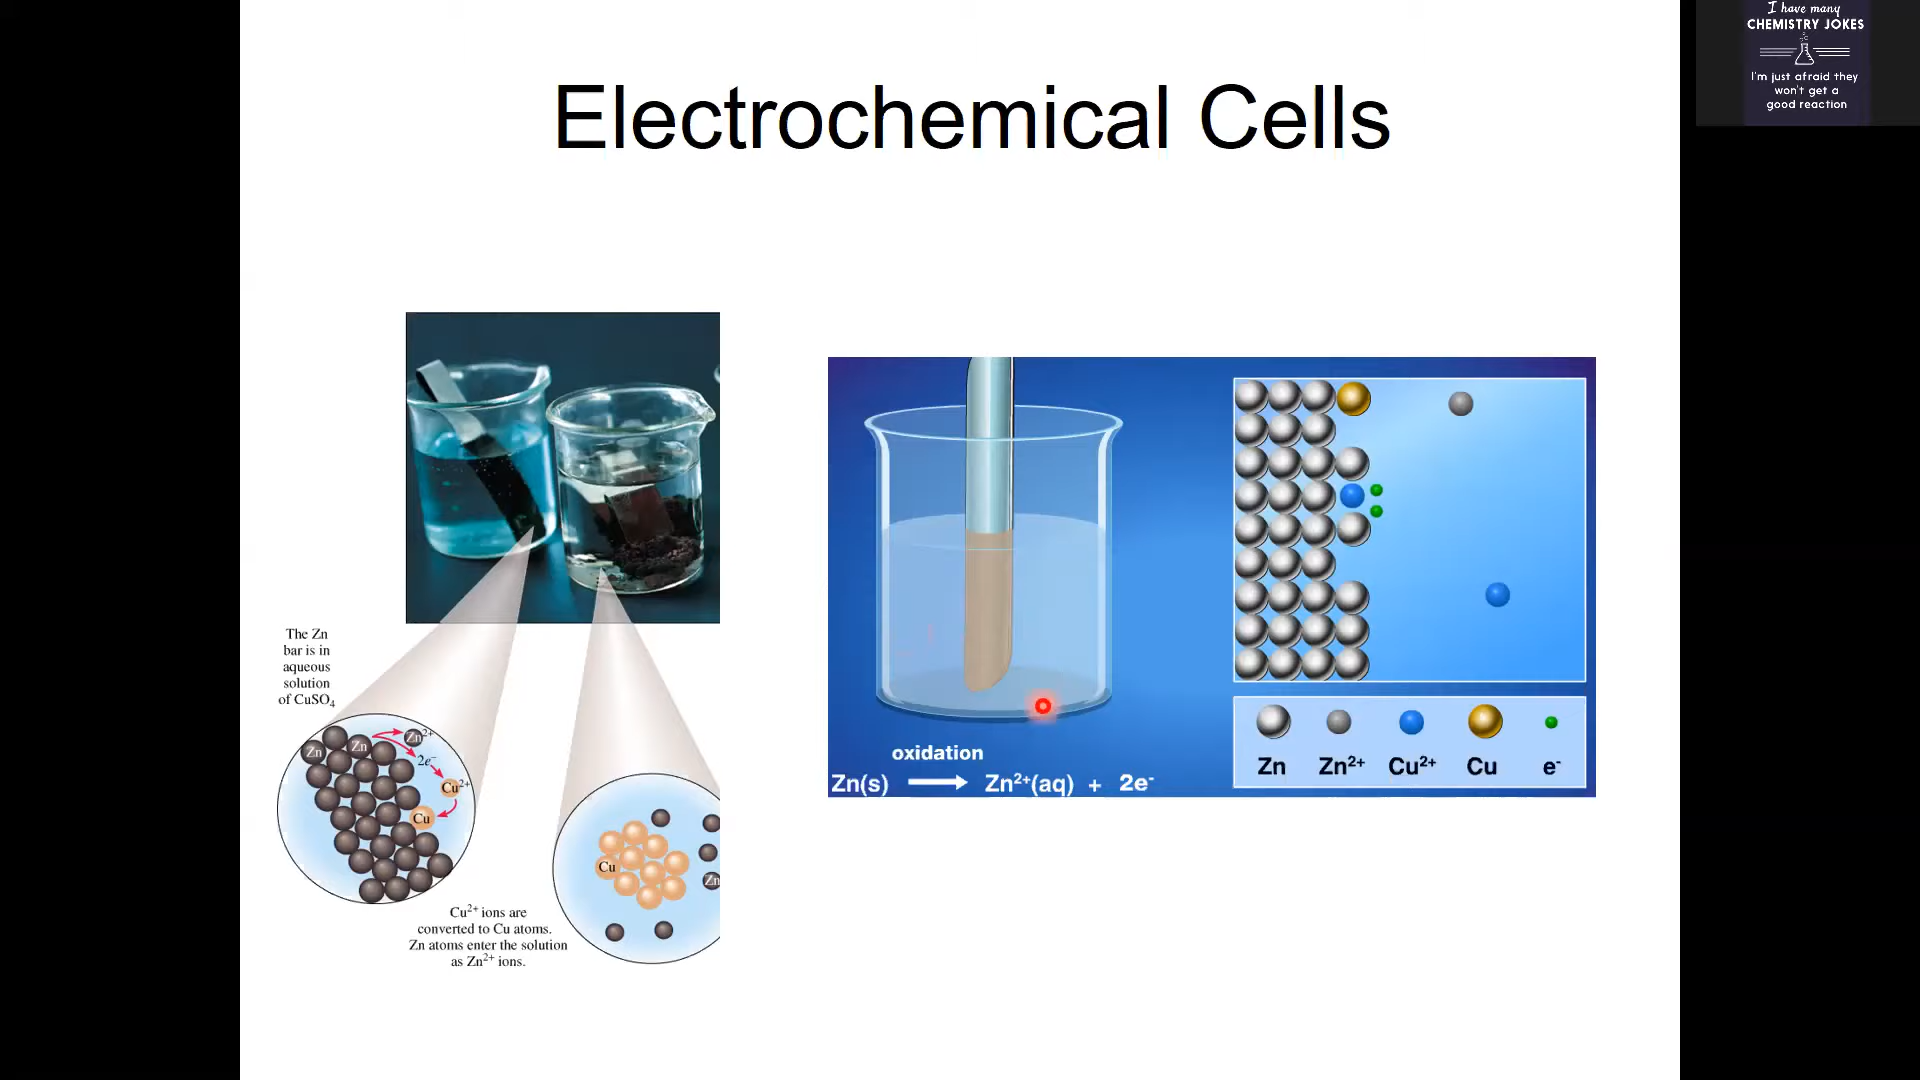 I have many
CHEMISTRY JOKES
I'm just afraid they
won't get a
good reaction
Electrochemical Cells
The Zn
bar is in
aqueous
solution
of CuSO₄
Zn
Zn
Zn²⁺
2e⁻
Cu²⁺
Cu
Cu
Zn
Cu²⁺ ions are
converted to Cu atoms.
Zn atoms enter the solution
as Zn²⁺ ions.
oxidation
Zn(s) ⟶ Zn²⁺(aq) + 2e⁻
Zn Zn²⁺ Cu²⁺ Cu e⁻